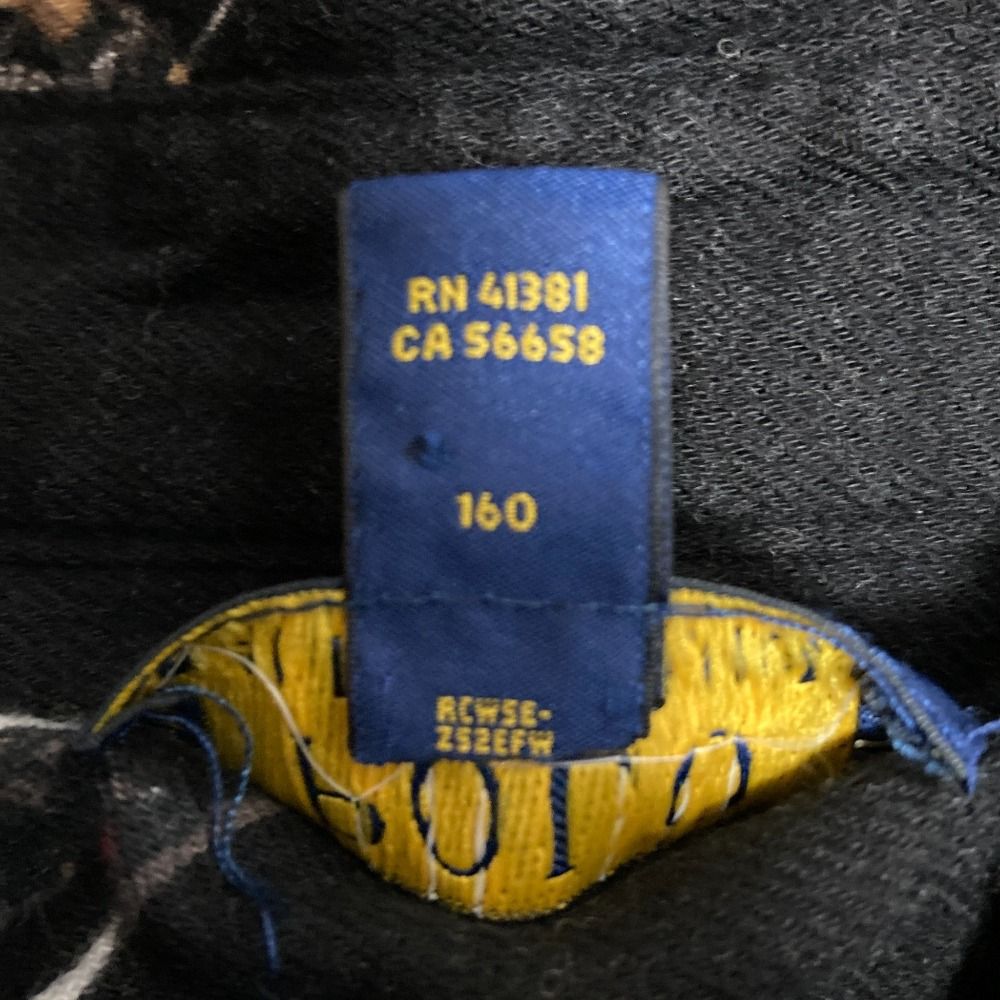 RN 41381
CA 56658
160
RCWSE-
ZS2EFW